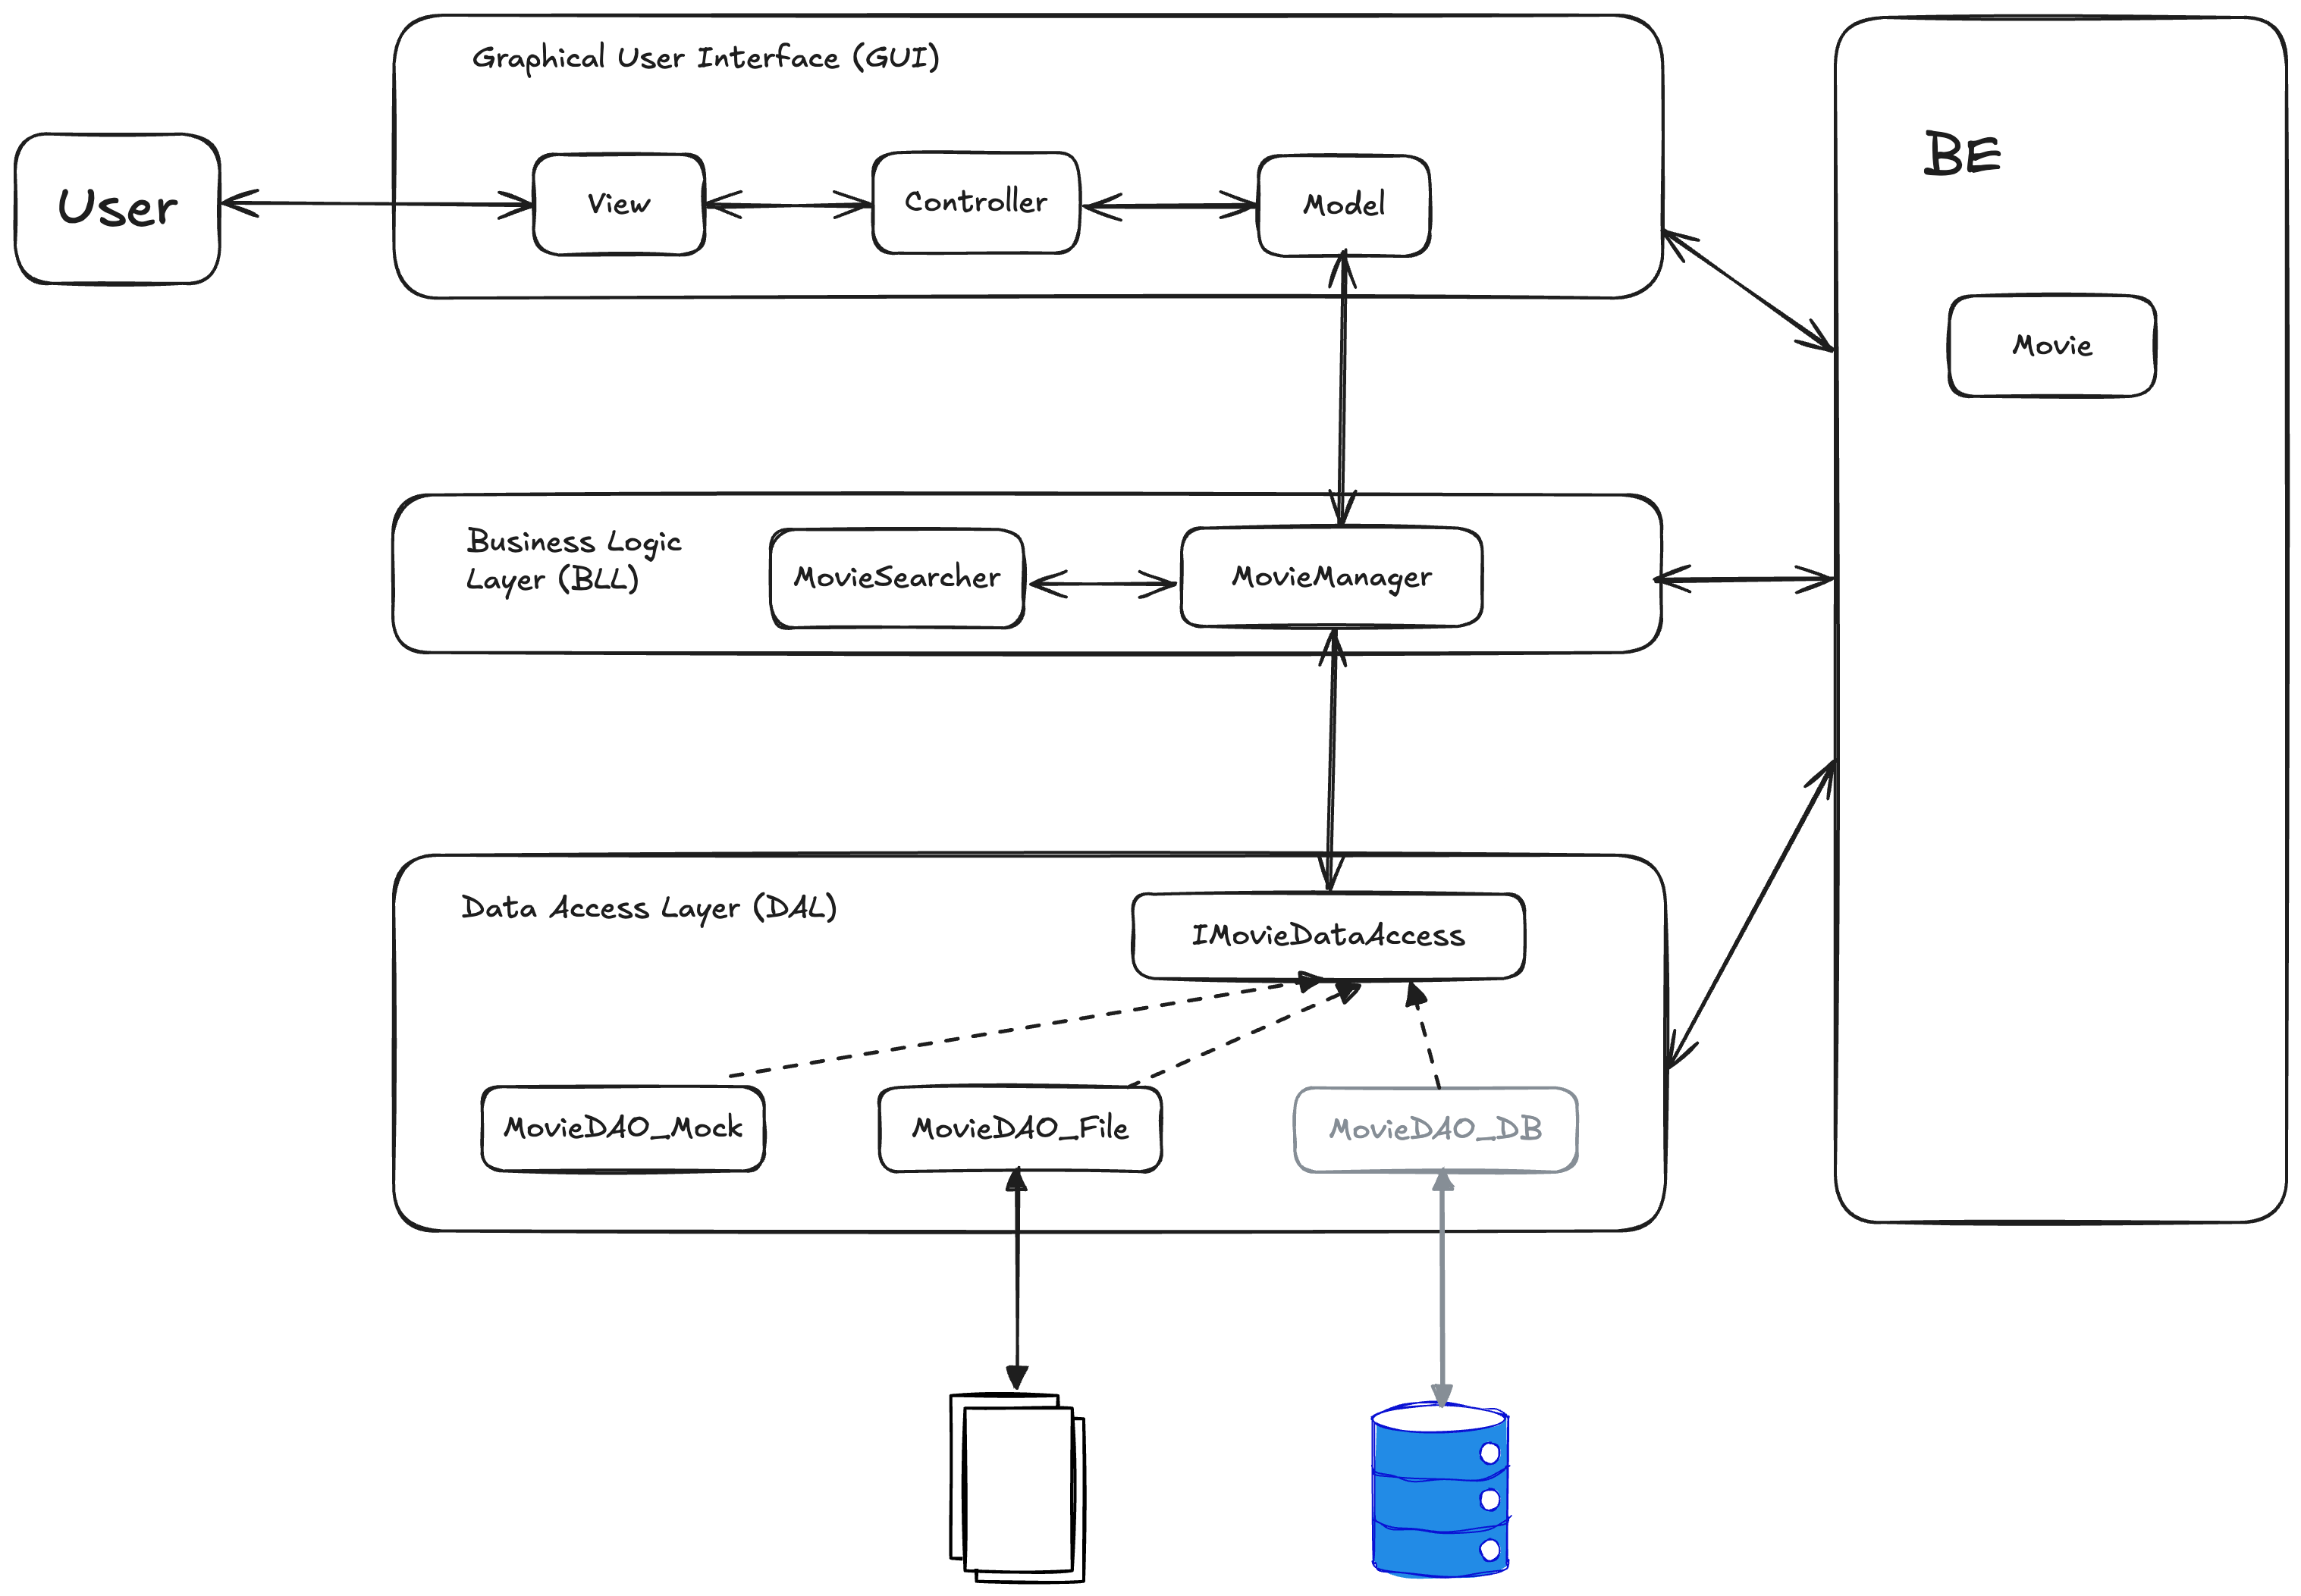 Graphical User Interface (GUI)
BE
User
View
Controller
Model
Movie
Business Logic
Layer (BLL)
MovieSearcher
MovieManager
Data Access Layer (DAL)
IMovieDataAccess
MovieDAO_Mock
MovieDAO_File
MovieDAO_DB